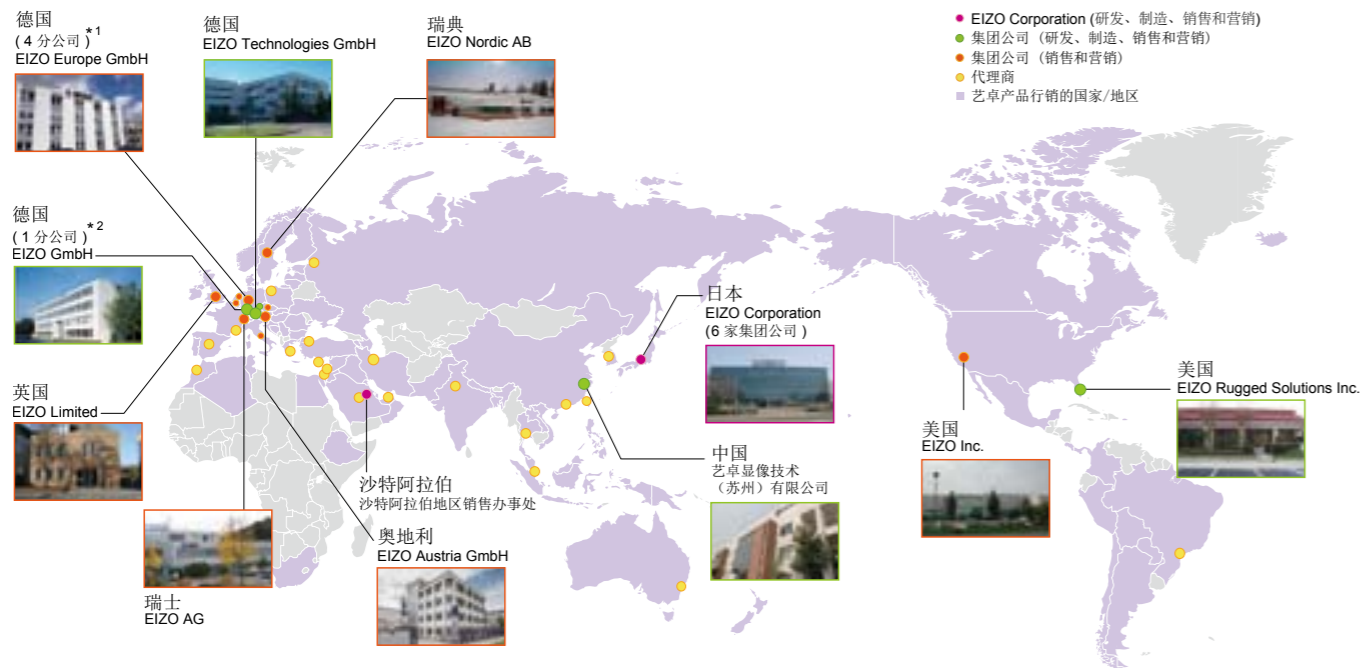 德国
( 4 分公司 )*1
EIZO Europe GmbH
德国
EIZO Technologies GmbH
瑞典
EIZO Nordic AB
EIZO Corporation (研发、制造、销售和营销)
集团公司（研发、制造、销售和营销）
集团公司（销售和营销）
代理商
艺卓产品行销的国家/地区
德国
( 1 分公司 )*2
EIZO GmbH
日本
EIZO Corporation
(6 家集团公司 )
美国
EIZO Rugged Solutions Inc.
英国
EIZO Limited
美国
EIZO Inc.
中国
艺卓显像技术
（苏州）有限公司
沙特阿拉伯
沙特阿拉伯地区销售办事处
奥地利
EIZO Austria GmbH
瑞士
EIZO AG